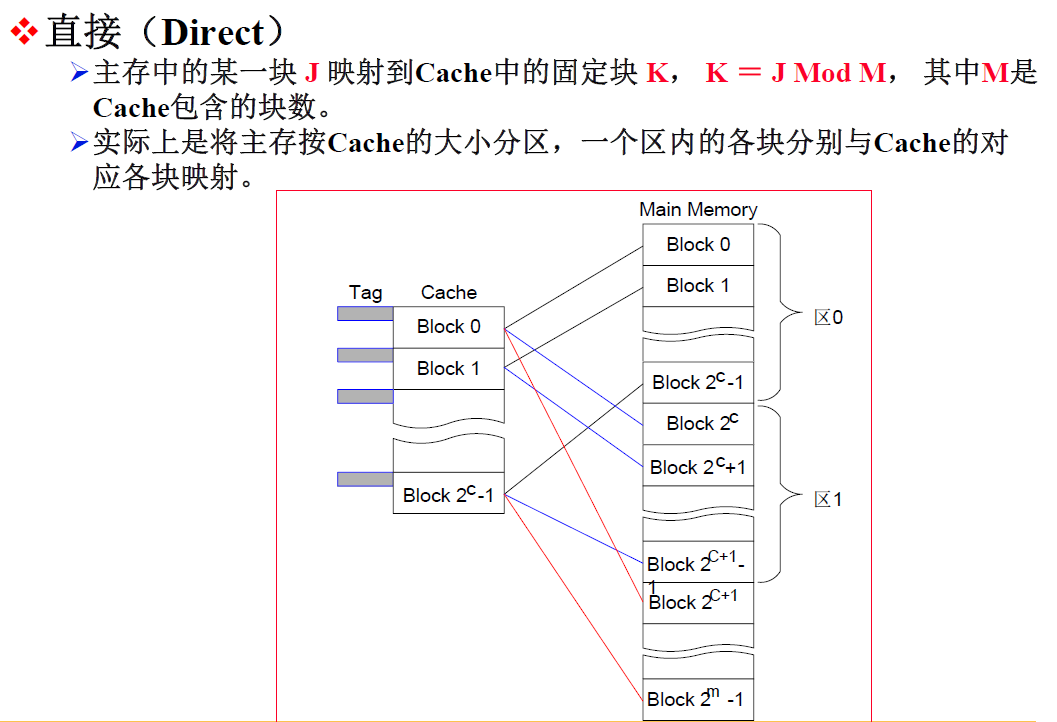 直接（Direct）
主存中的某一块 J 映射到Cache中的固定块 K， K ＝ J Mod M， 其中M是
Cache包含的块数。
实际上是将主存按Cache的大小分区，一个区内的各块分别与Cache的对
应各块映射。
Main Memory
Block 0
Block 1
Tag Cache
Block 0
Block 1
区0
Block 2^C-1
Block 2^C
Block 2^C+1
Block 2^C-1
区1
Block 2^C+1-
1
Block 2^C+1
Block 2^m -1